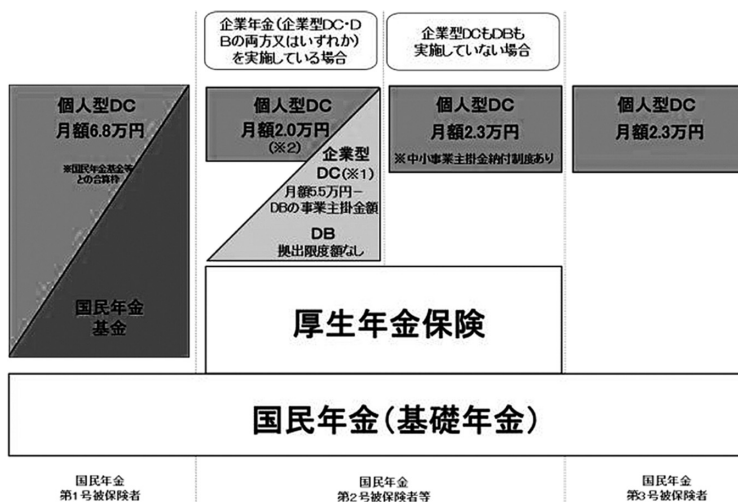 企業年金(企業型DC・D
Bの両方又はいずれか)
を実施している場合
企業型DCもDBも
実施していない場合
個人型DC
月額6.8万円
※国民年金基金等
との合算枠
国民年金
基金
個人型DC
月額2.0万円
(※2)
企業型
DC(※1)
月額5.5万円－
DBの事業主掛金額
DB
拠出限度額なし
個人型DC
月額2.3万円
※中小事業主掛金納付制度あり
個人型DC
月額2.3万円
厚生年金保険
国民年金(基礎年金)
国民年金
第1号被保険者
国民年金
第2号被保険者等
国民年金
第3号被保険者